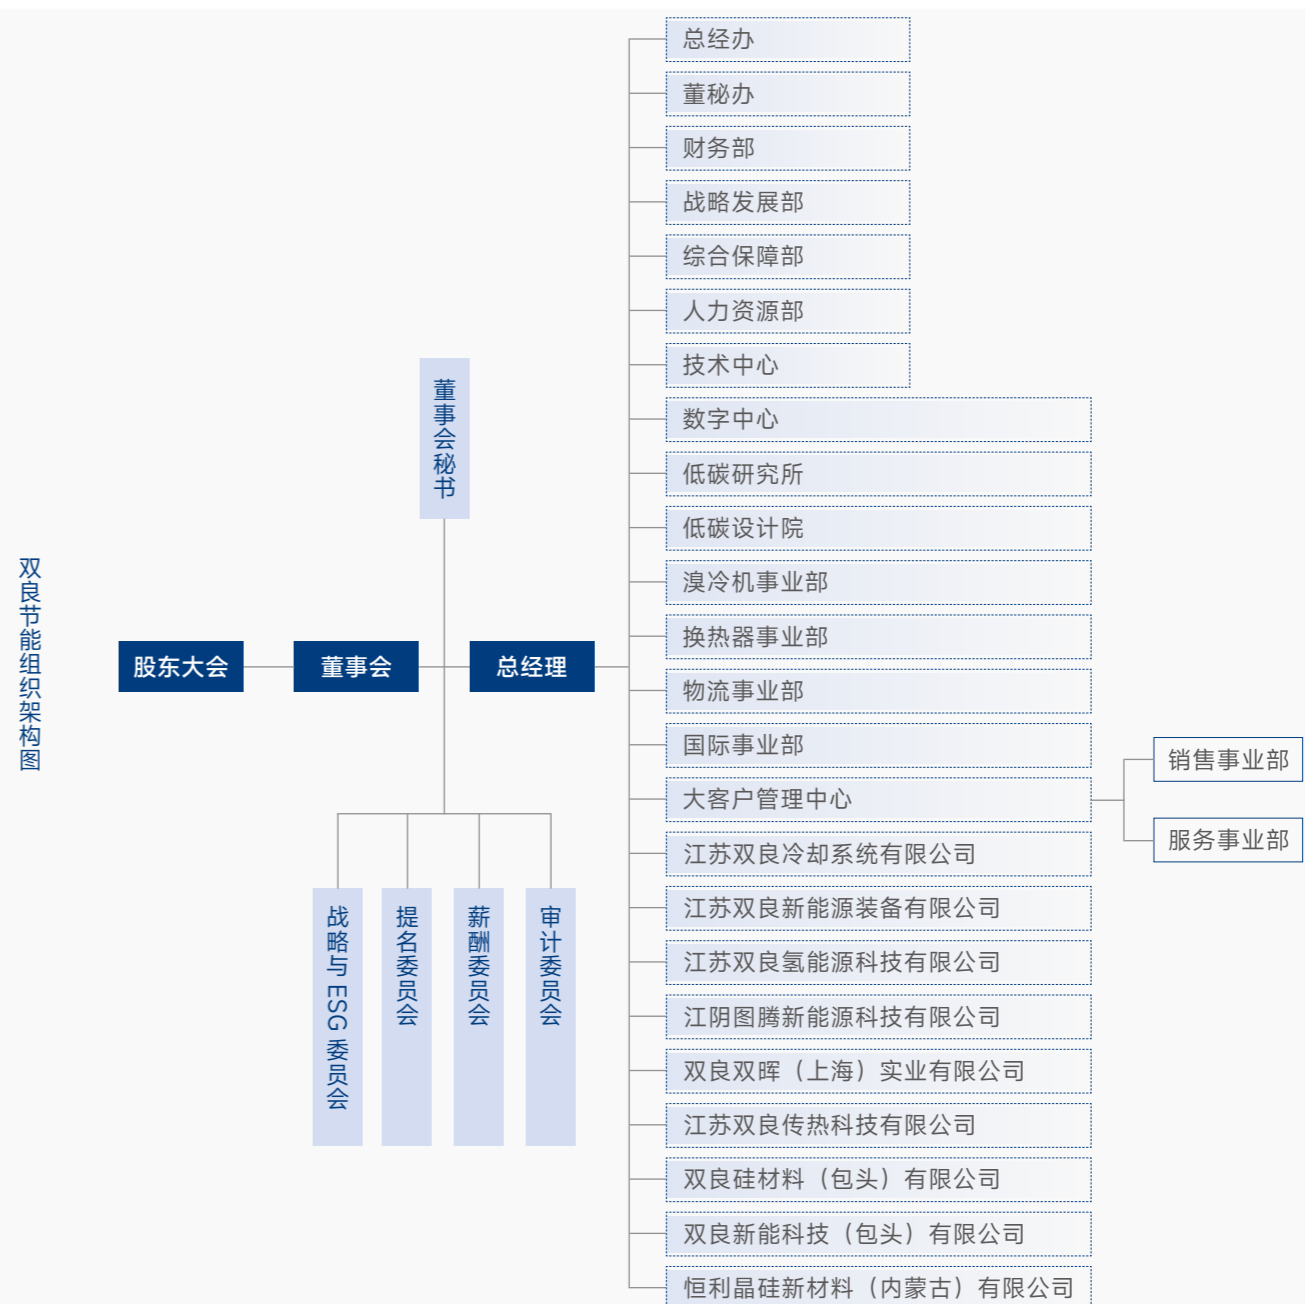 双良节能组织架构图
股东大会
董事会
董事会秘书
总经理
战略与 ESG 委员会
提名委员会
薪酬委员会
审计委员会
总经办
董秘办
财务部
战略发展部
综合保障部
人力资源部
技术中心
数字中心
低碳研究所
低碳设计院
溴冷机事业部
换热器事业部
物流事业部
国际事业部
大客户管理中心
销售事业部
服务事业部
江苏双良冷却系统有限公司
江苏双良新能源装备有限公司
江苏双良氢能源科技有限公司
江阴图腾新能源科技有限公司
双良双晖（上海）实业有限公司
江苏双良传热科技有限公司
双良硅材料（包头）有限公司
双良新能科技（包头）有限公司
恒利晶硅新材料（内蒙古）有限公司